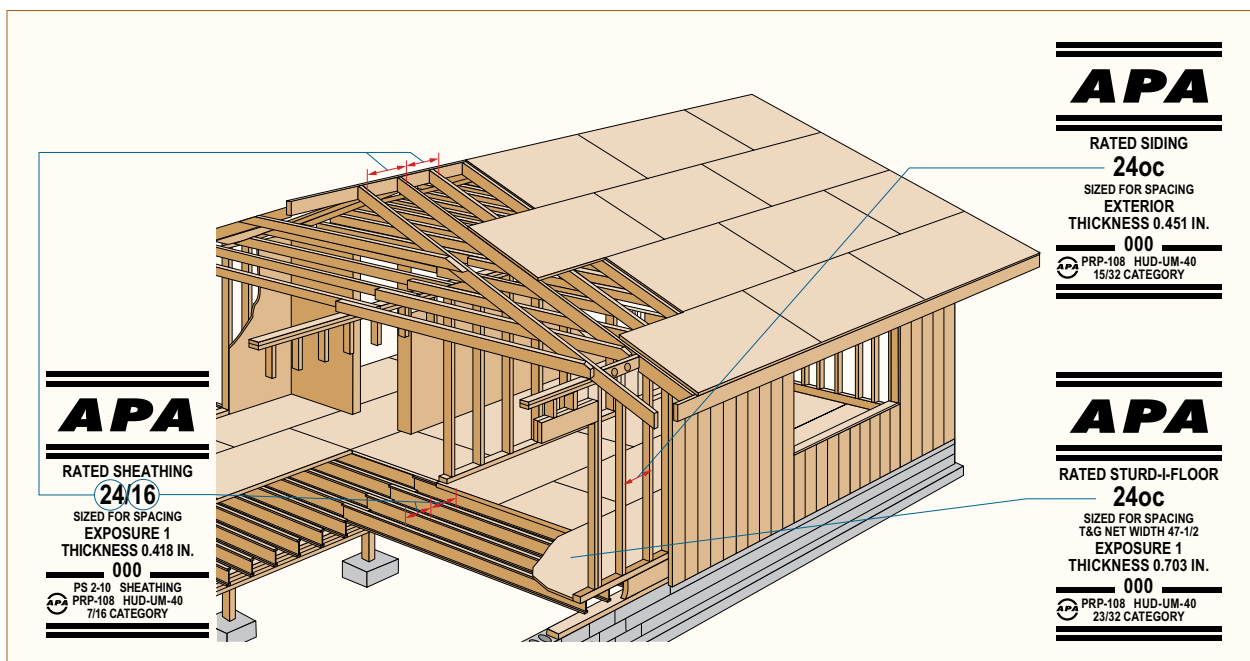 APA
RATED SIDING
24oc
SIZED FOR SPACING
EXTERIOR
THICKNESS 0.451 IN.
000
APA PRP-108 HUD-UM-40
15/32 CATEGORY
APA
RATED SHEATHING
24/16
SIZED FOR SPACING
EXPOSURE 1
THICKNESS 0.418 IN.
000
PS 2-10 SHEATHING
APA PRP-108 HUD-UM-40
7/16 CATEGORY
APA
RATED STURD-I-FLOOR
24oc
SIZED FOR SPACING
T&G NET WIDTH 47-1/2
EXPOSURE 1
THICKNESS 0.703 IN.
000
APA PRP-108 HUD-UM-40
23/32 CATEGORY